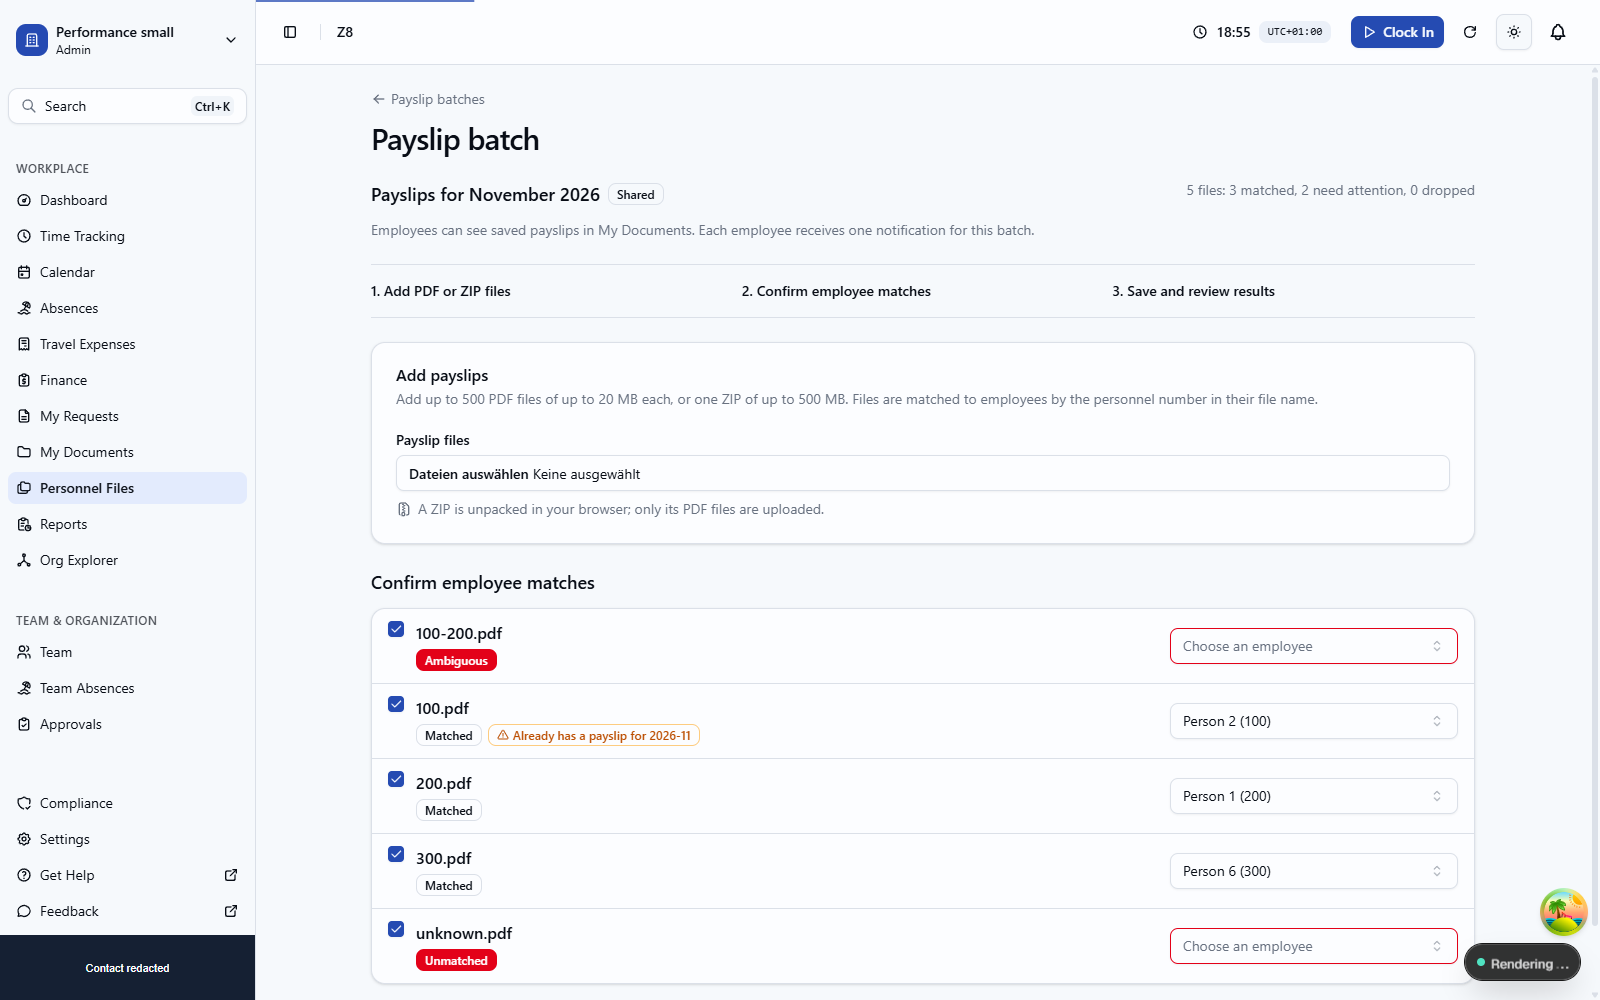 Performance small
Admin
Z8
18:55
UTC+01:00
Clock In
Search
Ctrl+K
WORKPLACE
Dashboard
Time Tracking
Calendar
Absences
Travel Expenses
Finance
My Requests
My Documents
Personnel Files
Reports
Org Explorer
TEAM & ORGANIZATION
Team
Team Absences
Approvals
Compliance
Settings
Get Help
Feedback
Contact redacted
Payslip batches
Payslip batch
Payslips for November 2026
Shared
5 files: 3 matched, 2 need attention, 0 dropped
Employees can see saved payslips in My Documents. Each employee receives one notification for this batch.
1. Add PDF or ZIP files
2. Confirm employee matches
3. Save and review results
Add payslips
Add up to 500 PDF files of up to 20 MB each, or one ZIP of up to 500 MB. Files are matched to employees by the personnel number in their file name.
Payslip files
Dateien auswählen Keine ausgewählt
A ZIP is unpacked in your browser; only its PDF files are uploaded.
Confirm employee matches
100-200.pdf
Ambiguous
Choose an employee
100.pdf
Matched
Already has a payslip for 2026-11
Person 2 (100)
200.pdf
Matched
Person 1 (200)
300.pdf
Matched
Person 6 (300)
unknown.pdf
Unmatched
Choose an employee
Rendering ...